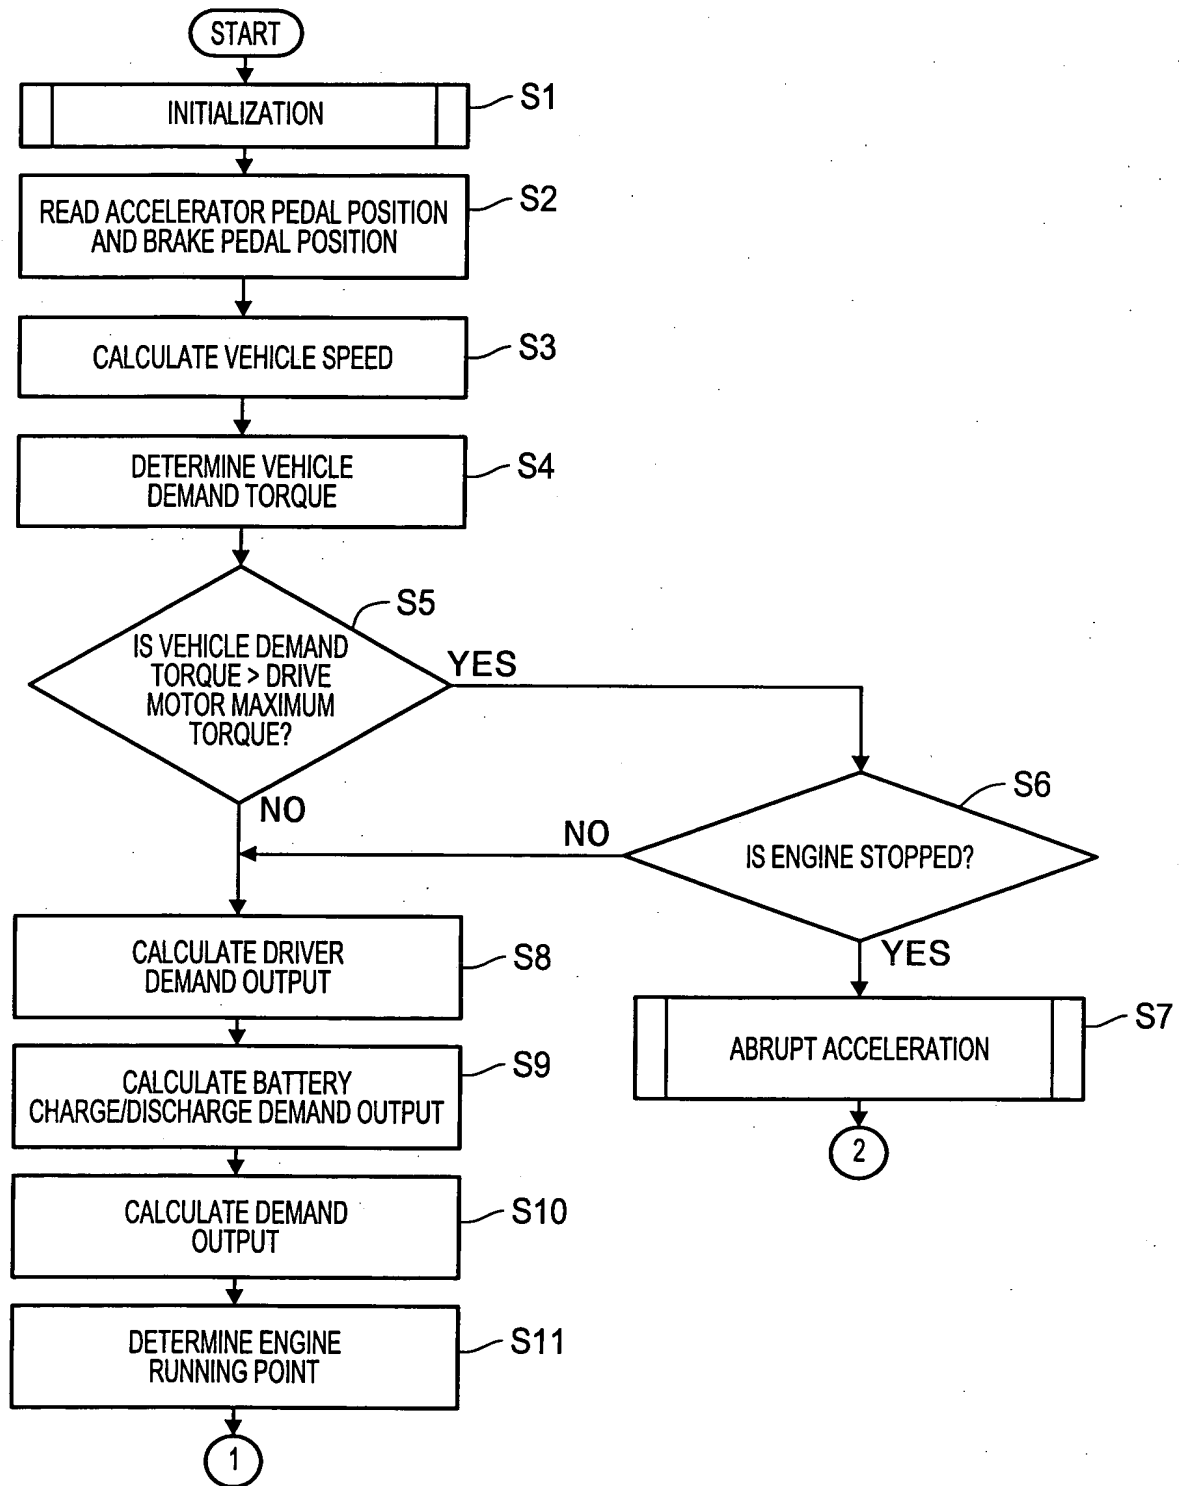 START
INITIALIZATION
S1
READ ACCELERATOR PEDAL POSITION
AND BRAKE PEDAL POSITION
S2
CALCULATE VEHICLE SPEED
S3
DETERMINE VEHICLE
DEMAND TORQUE
S4
IS VEHICLE DEMAND
TORQUE > DRIVE
MOTOR MAXIMUM
TORQUE?
S5
YES
NO
IS ENGINE STOPPED?
S6
NO
YES
ABRUPT ACCELERATION
S7
2
CALCULATE DRIVER
DEMAND OUTPUT
S8
CALCULATE BATTERY
CHARGE/DISCHARGE DEMAND OUTPUT
S9
CALCULATE DEMAND
OUTPUT
S10
DETERMINE ENGINE
RUNNING POINT
S11
1